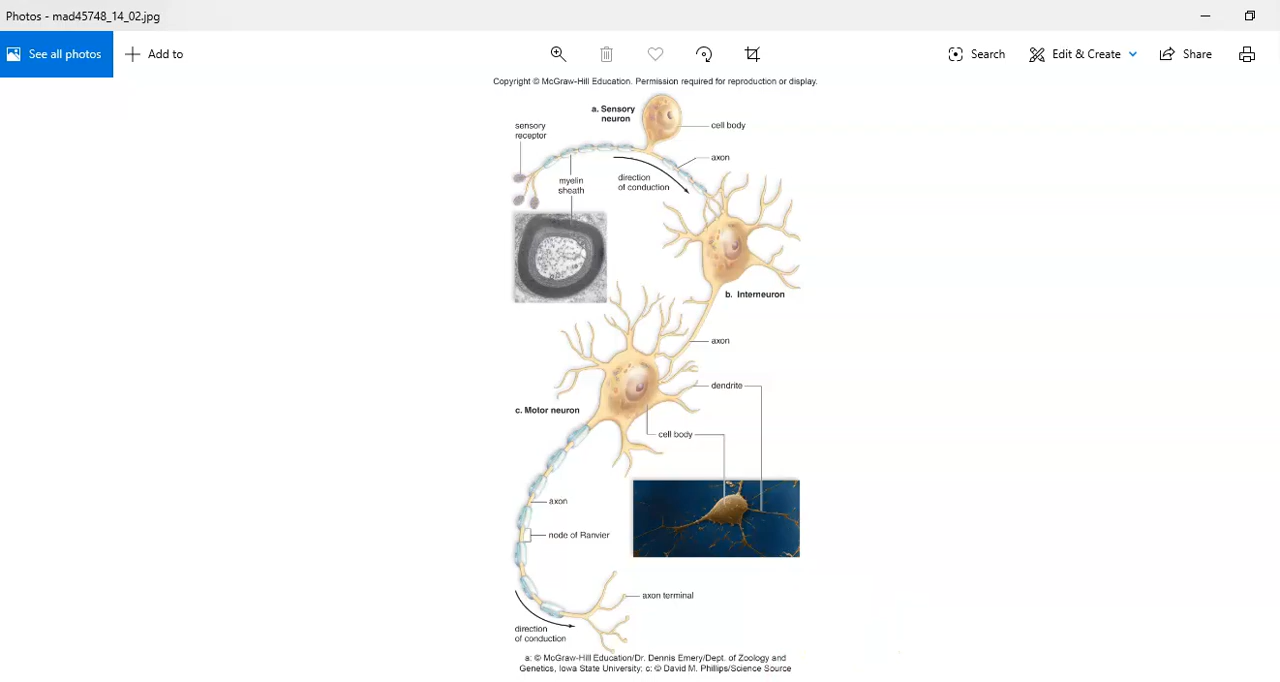 Photos - mad45748_14_02.jpg
See all photos
Add to
Search
Edit & Create
Share
Copyright © McGraw-Hill Education. Permission required for reproduction or display.
a. Sensory
neuron
sensory
receptor
cell body
axon
myelin
sheath
direction
of conduction
b. Interneuron
axon
dendrite
c. Motor neuron
cell body
axon
node of Ranvier
axon terminal
direction
of conduction
a: © McGraw-Hill Education/Dr. Dennis Emery/Dept. of Zoology and
Genetics, Iowa State University; c: © David M. Phillips/Science Source